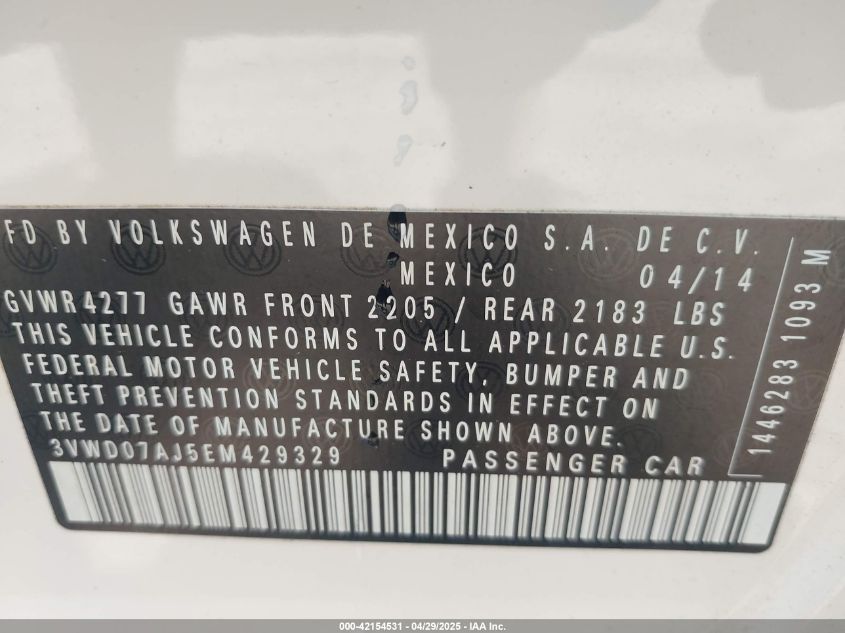 FD BY VOLKSWAGEN DE MEXICO S.A. DE C.V.
MEXICO 04/14
GVWR4277 GAWR FRONT 2205 / REAR 2183 LBS
THIS VEHICLE CONFORMS TO ALL APPLICABLE U.S.
FEDERAL MOTOR VEHICLE SAFETY, BUMPER AND
THEFT PREVENTION STANDARDS IN EFFECT ON
THE DATE OF MANUFACTURE SHOWN ABOVE.
3VWD07AJ5EM429329 PASSENGER CAR
1446283 1093 M
000-42154531 - 04/29/2025 - IAA Inc.